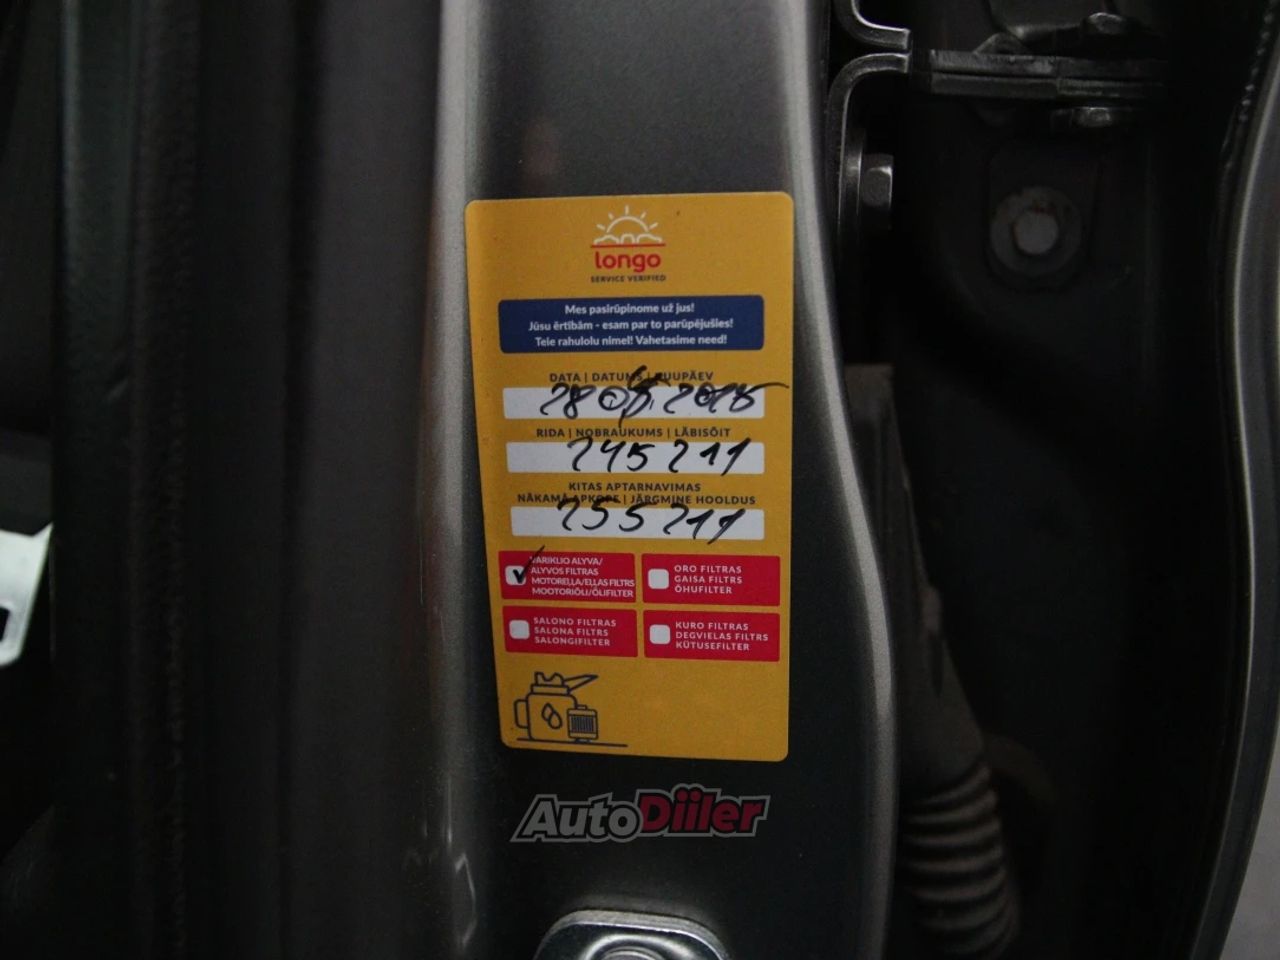 longo
SERVICE VERIFIED
Mes pasirūpinome už jus!
Jūsu ērtībām - esam par to parūpējušies!
Teie rahulolu nimel! Vahetasime need!
DATA | DATUMS | KUUPÄEV
RIDA | NOBRAUKUMS | LÄBISÕIT
245211
KITAS APTARNAVIMAS
NĀKAMĀ APKOPE | JÄRGMINE HOOLDUS
255211
VARIKLIO ALYVA/
ALYVOS FILTRAS
MOTOREĻĻA/EĻĻAS FILTRS
MOOTORIÕLI/ÕLIFILTER
ORO FILTRAS
GAISA FILTRS
ÕHUFILTER
SALONO FILTRAS
SALONA FILTRS
SALONGIFILTER
KURO FILTRAS
DEGVIELAS FILTRS
KÜTUSEFILTER
AutoDiiler